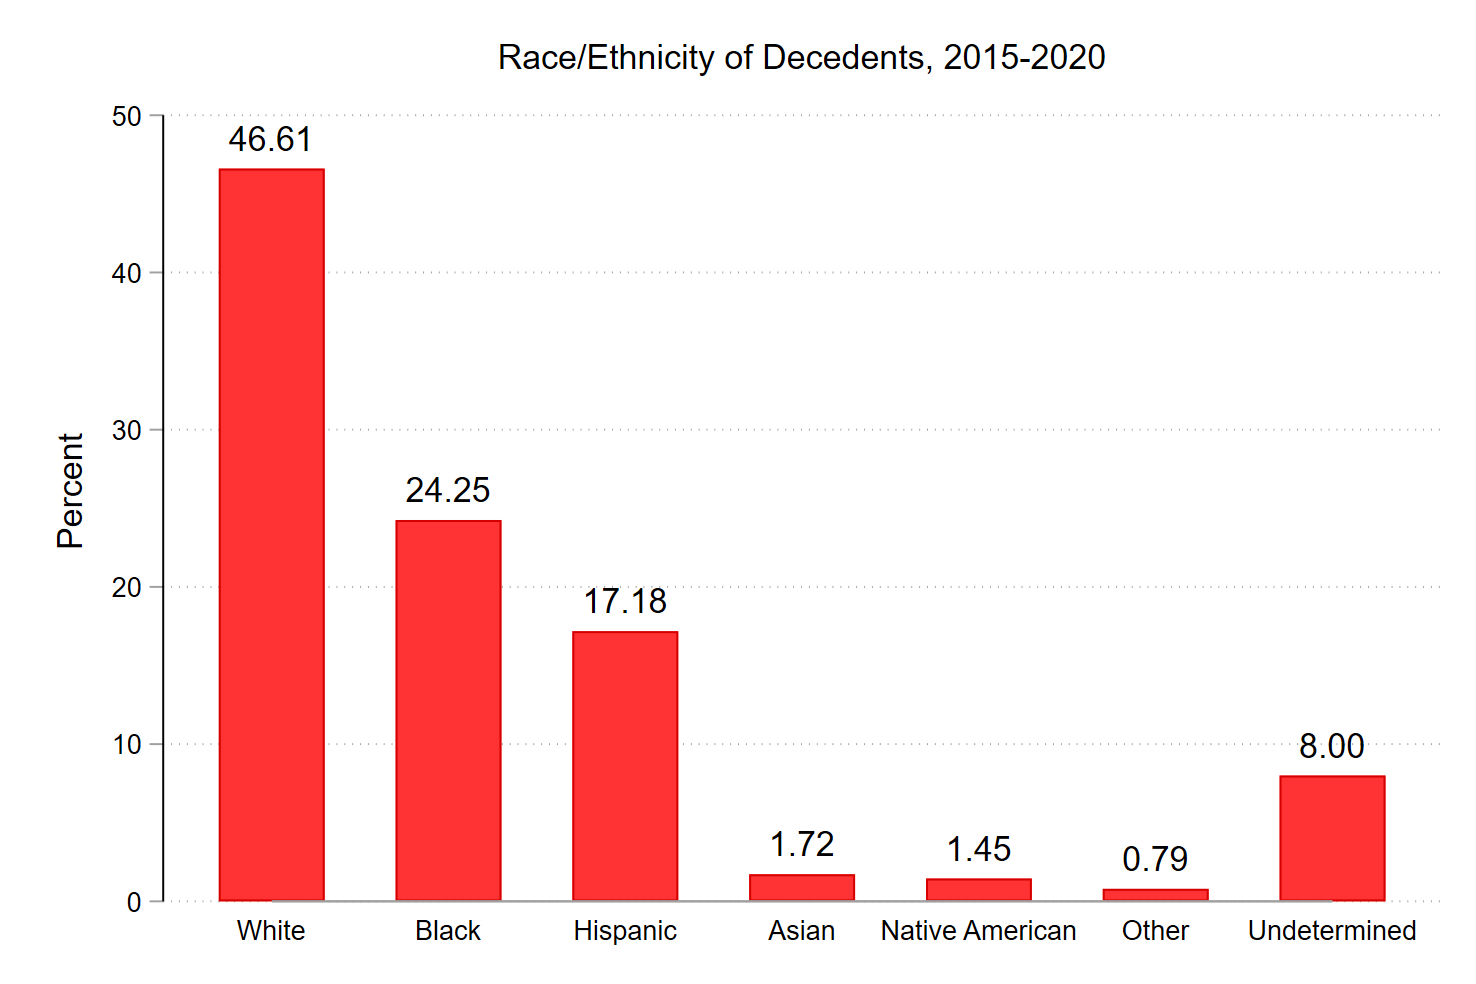 Race/Ethnicity of Decedents, 2015-2020
Percent
50
40
30
20
10
0
46.61
24.25
17.18
1.72
1.45
0.79
8.00
White
Black
Hispanic
Asian
Native American
Other
Undetermined